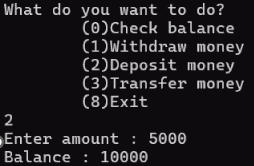 What do you want to do?
(0)Check balance
(1)Withdraw money
(2)Deposit money
(3)Transfer money
(8)Exit
2
Enter amount : 5000
Balance : 10000